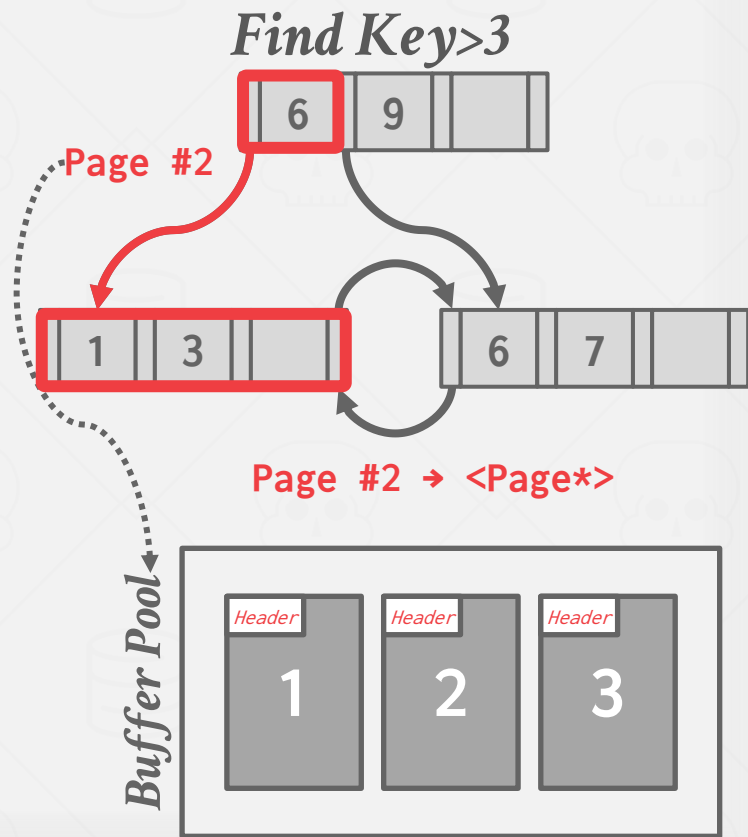 Find Key>3
6 9
Page #2
1 3
6 7
Page #2 → <Page*>
Buffer Pool
Header Header Header
1 2 3